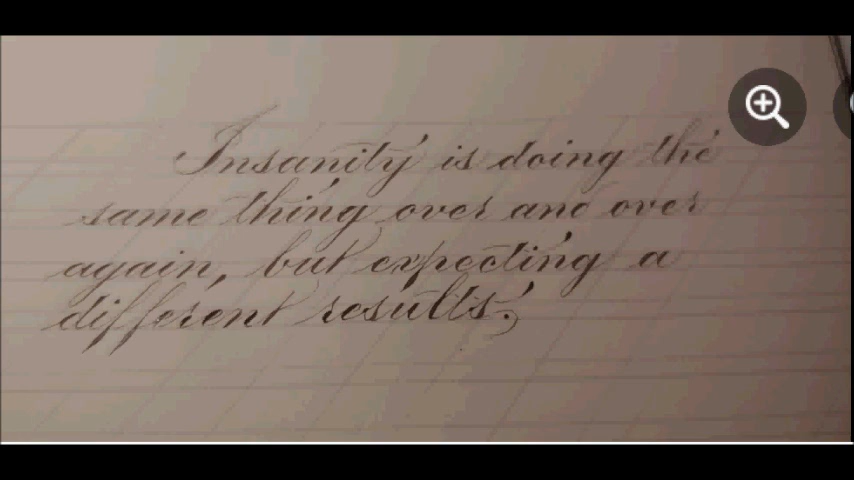 Insanity is doing the
same thing over and over
again, but expecting a
different results.